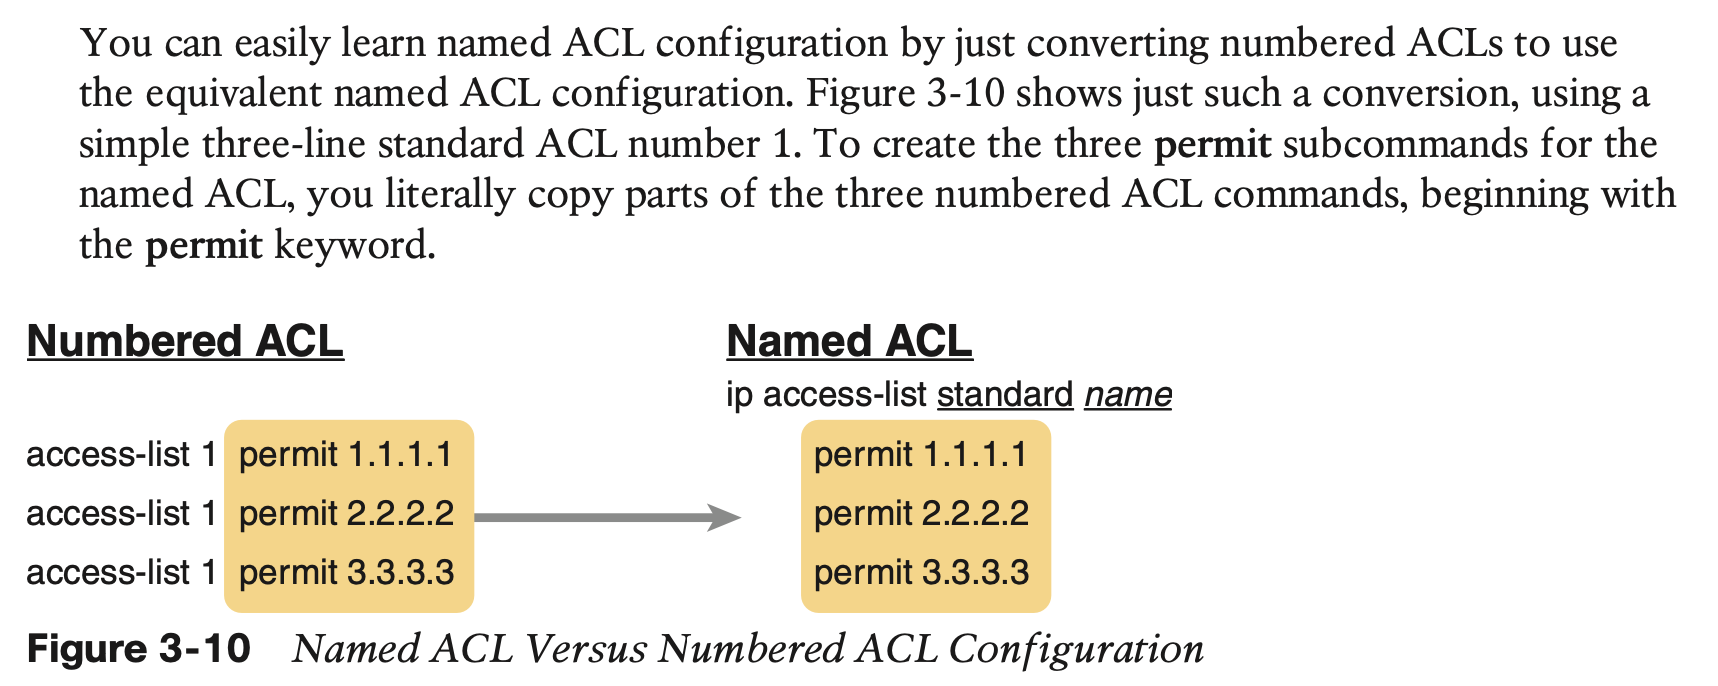 You can easily learn named ACL configuration by just converting numbered ACLs to use
the equivalent named ACL configuration. Figure 3-10 shows just such a conversion, using a
simple three-line standard ACL number 1. To create the three permit subcommands for the
named ACL, you literally copy parts of the three numbered ACL commands, beginning with
the permit keyword.
Numbered ACL
access-list 1 permit 1.1.1.1
access-list 1 permit 2.2.2.2
access-list 1 permit 3.3.3.3
Named ACL
ip access-list standard name
permit 1.1.1.1
permit 2.2.2.2
permit 3.3.3.3
Figure 3-10 Named ACL Versus Numbered ACL Configuration